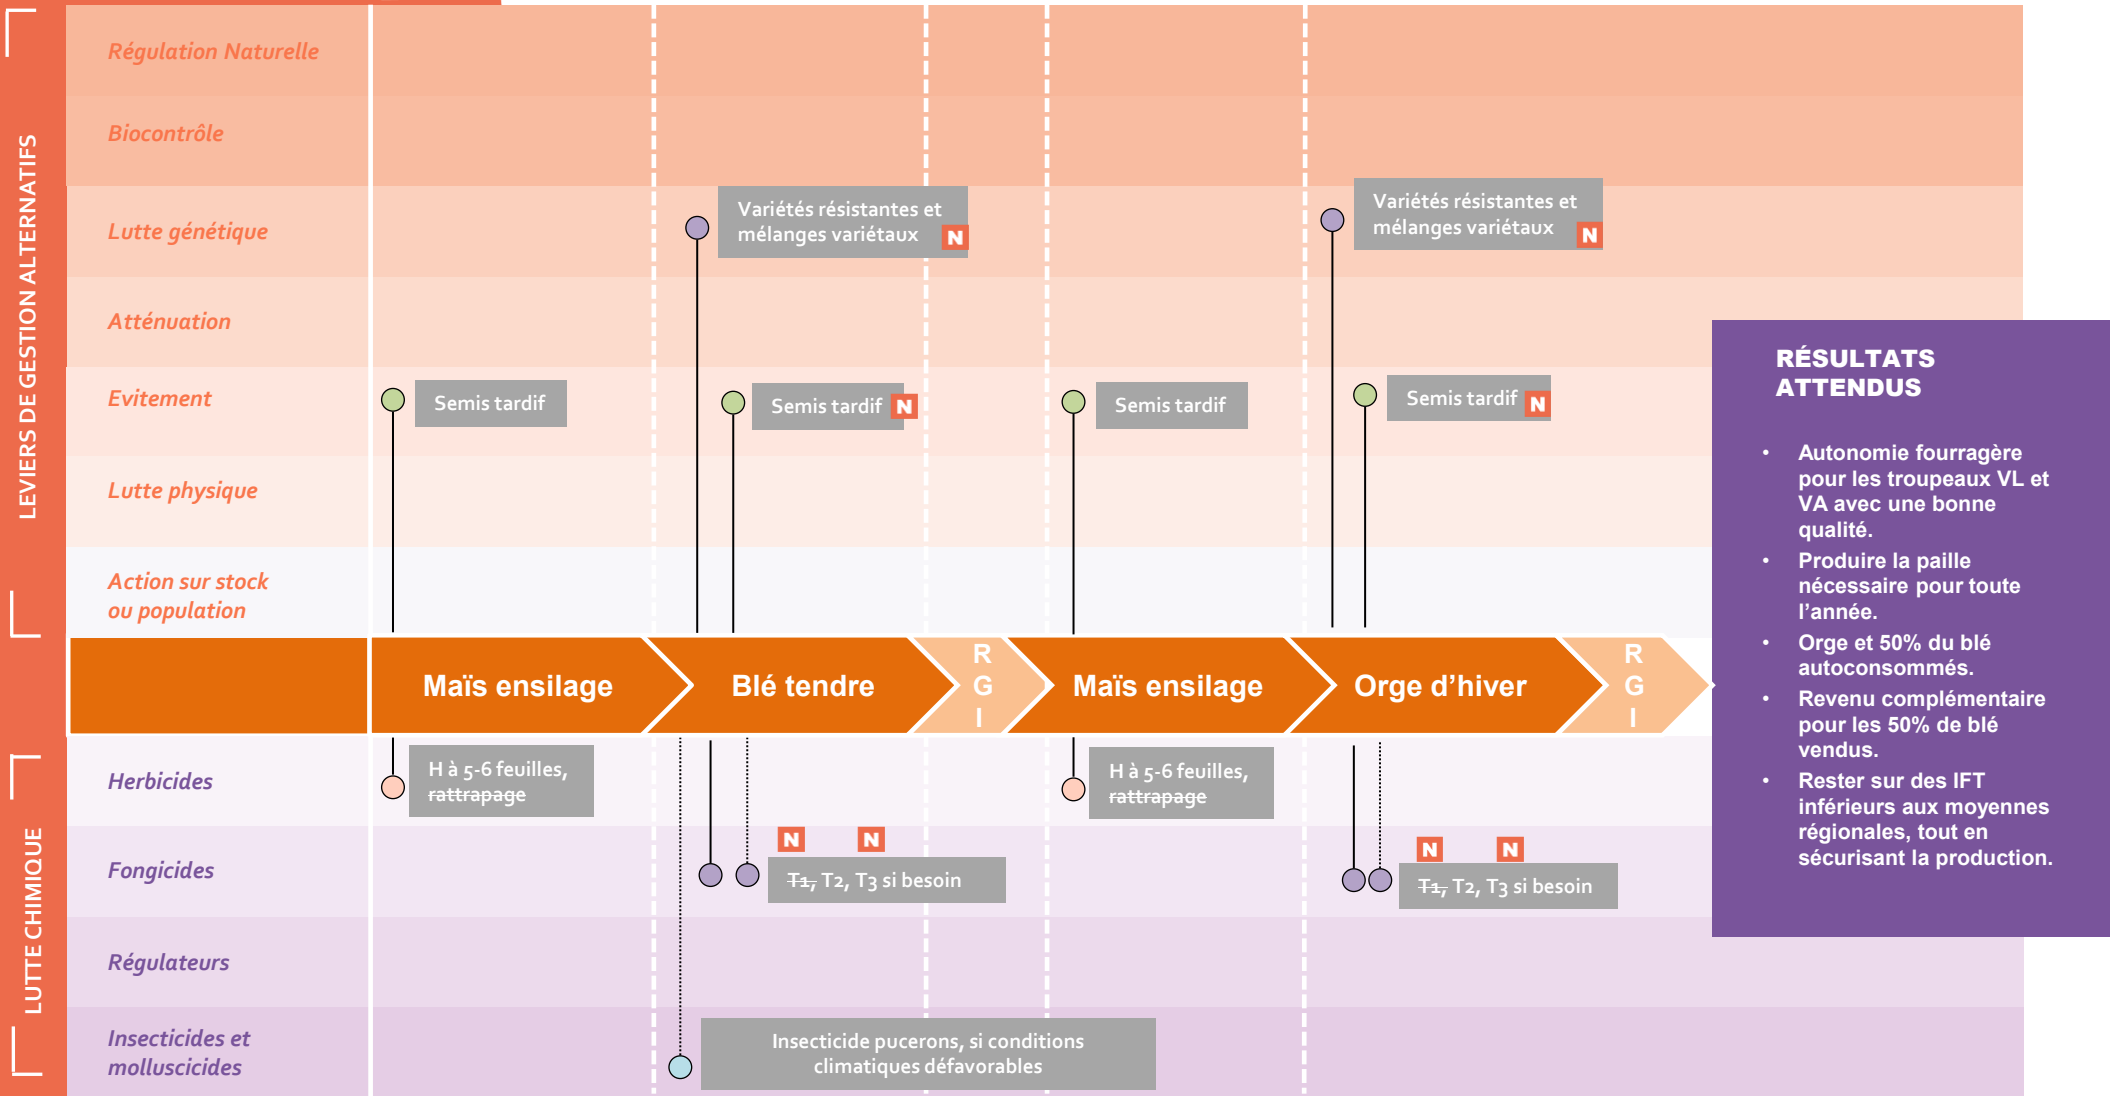 LEVIERS DE GESTION ALTERNATIFS
Régulation Naturelle
Biocontrôle
Lutte génétique
Variétés résistantes et
mélanges variétaux
N
Variétés résistantes et
mélanges variétaux
N
Atténuation
Evitement
Semis tardif
Semis tardif
N
Semis tardif
Semis tardif
N
Lutte physique
Action sur stock
ou population
Maïs ensilage
Blé tendre
R
G
I
Maïs ensilage
Orge d’hiver
R
G
I
LUTTE CHIMIQUE
Herbicides
H à 5-6 feuilles,
rattrapage
H à 5-6 feuilles,
rattrapage
Fongicides
N N
T1, T2, T3 si besoin
N N
T1, T2, T3 si besoin
Régulateurs
Insecticides et
molluscicides
Insecticide pucerons, si conditions
climatiques défavorables
RÉSULTATS
ATTENDUS
• Autonomie fourragère
pour les troupeaux VL et
VA avec une bonne
qualité.
• Produire la paille
nécessaire pour toute
l’année.
• Orge et 50% du blé
autoconsommés.
• Revenu complémentaire
pour les 50% de blé
vendus.
• Rester sur des IFT
inférieurs aux moyennes
régionales, tout en
sécurisant la production.